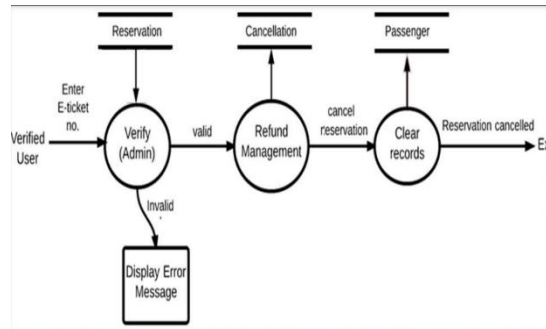 Reservation
Cancellation
Passenger
Enter
E-ticket
no.
Verified
User
Verify
(Admin)
valid
Refund
Management
cancel
reservation
Clear
records
Reservation cancelled
Invalid
Display Error
Message